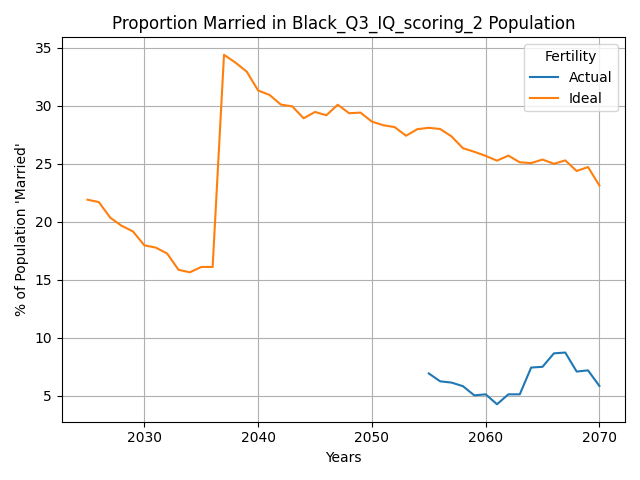 Proportion Married in Black_Q3_IQ_scoring_2 Population
% of Population 'Married'
35
30
25
20
15
10
5
Fertility
Actual
Ideal
2030 2040 2050 2060 2070
Years